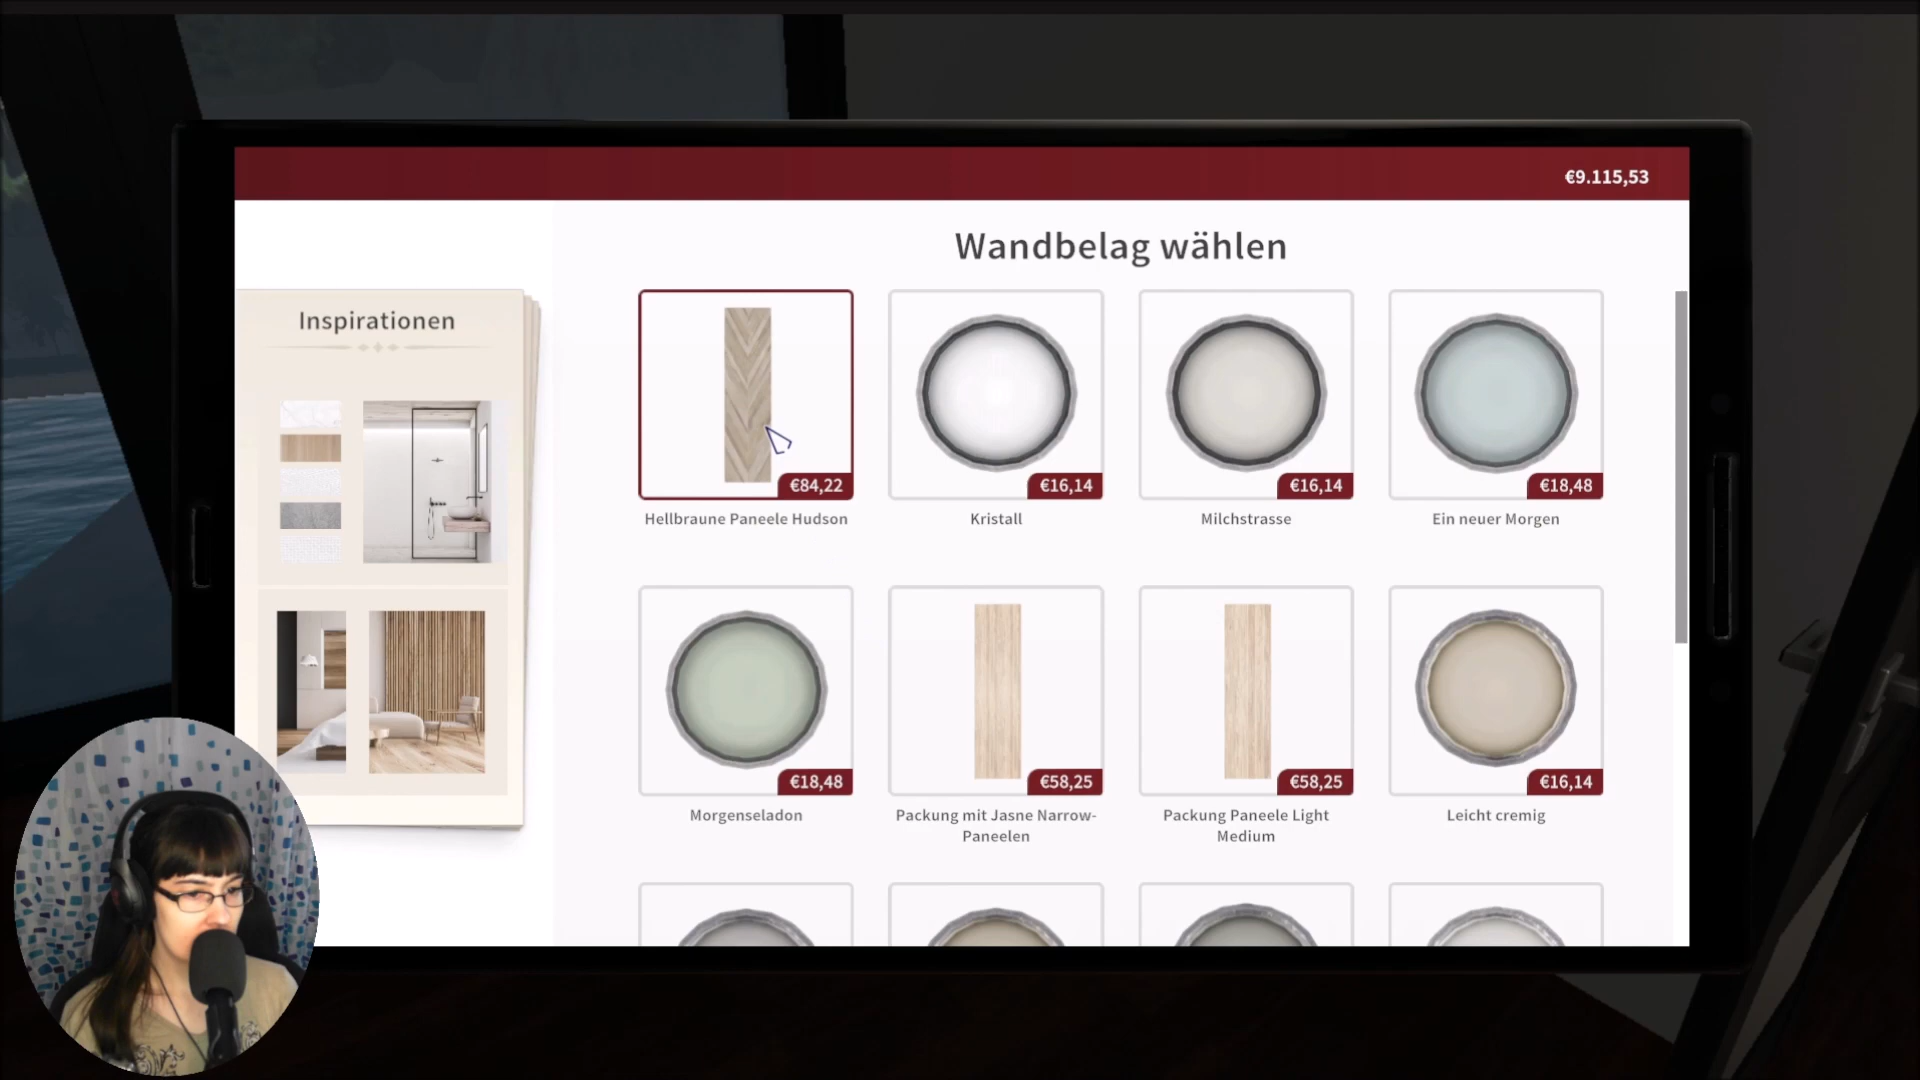 €9.115,53
Wandbelag wählen
Inspirationen
€84,22
€16,14
€16,14
€18,48
Hellbraune Paneele Hudson
Kristall
Milchstrasse
Ein neuer Morgen
€18,48
€58,25
€58,25
€16,14
Morgenseladon
Packung mit Jasne Narrow-
Paneelen
Packung Paneele Light
Medium
Leicht cremig